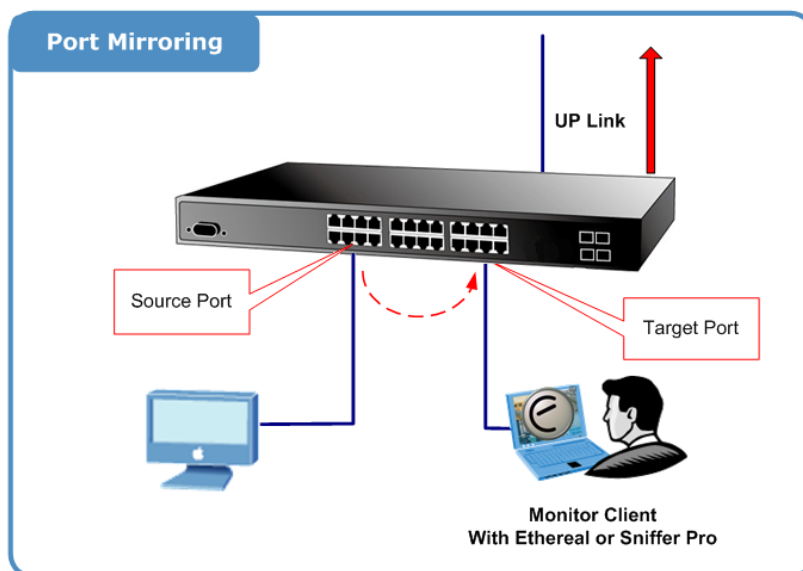 Port Mirroring
UP Link
Source Port
Target Port
Monitor Client
With Ethereal or Sniffer Pro